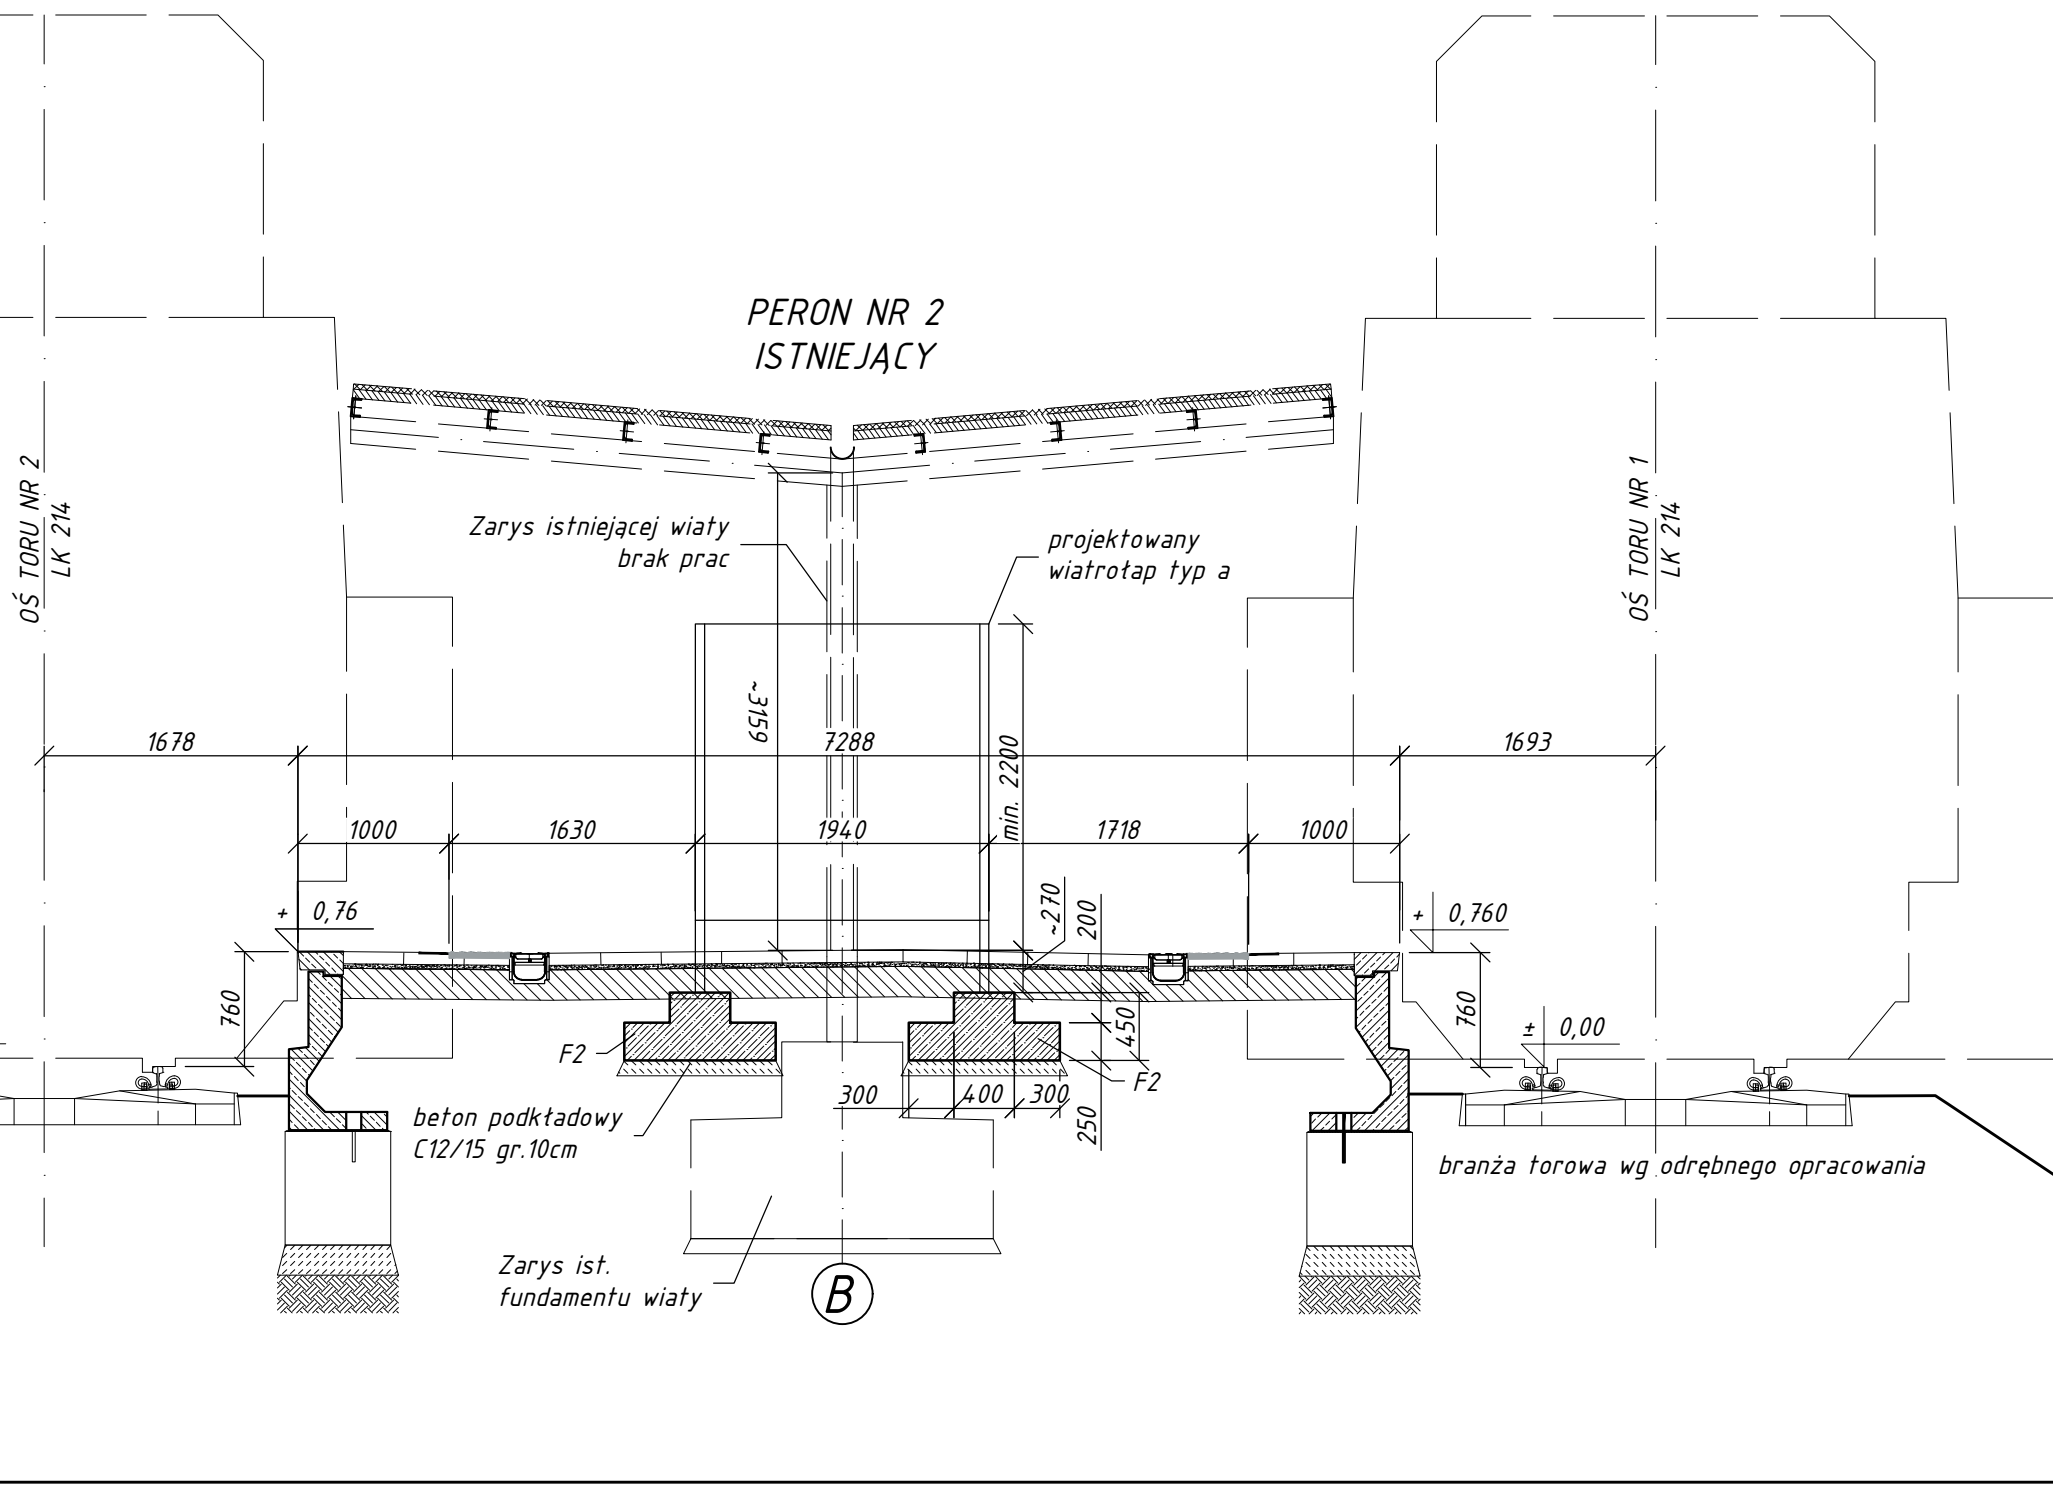 PERON NR 2
ISTNIEJĄCY
OŚ TORU NR 2
LK 214
Zarys istniejącej wiaty
brak prac
projektowany
wiatrołap typ a
OŚ TORU NR 1
LK 214
~3159
min. 2200
1678
7288
1693
1000
1630
1940
1718
1000
+ 0,76
~270
200
+ 0,760
760
450
760
± 0,00
F2
F2
300
400
300
250
beton podkładowy
C12/15 gr.10cm
branża torowa wg odrębnego opracowania
Zarys ist.
fundamentu wiaty
B